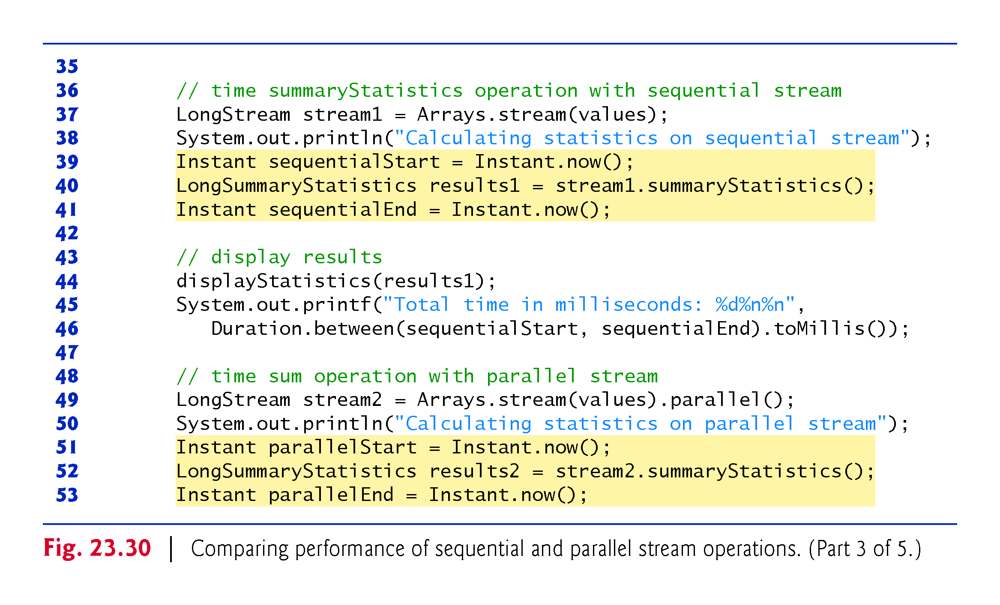 35
36 // time summaryStatistics operation with sequential stream
37 LongStream stream1 = Arrays.stream(values);
38 System.out.println("Calculating statistics on sequential stream");
39 Instant sequentialStart = Instant.now();
40 LongSummaryStatistics results1 = stream1.summaryStatistics();
41 Instant sequentialEnd = Instant.now();
42
43 // display results
44 displayStatistics(results1);
45 System.out.printf("Total time in milliseconds: %d%n%n",
46    Duration.between(sequentialStart, sequentialEnd).toMillis());
47
48 // time sum operation with parallel stream
49 LongStream stream2 = Arrays.stream(values).parallel();
50 System.out.println("Calculating statistics on parallel stream");
51 Instant parallelStart = Instant.now();
52 LongSummaryStatistics results2 = stream2.summaryStatistics();
53 Instant parallelEnd = Instant.now();
Fig. 23.30 | Comparing performance of sequential and parallel stream operations. (Part 3 of 5.)